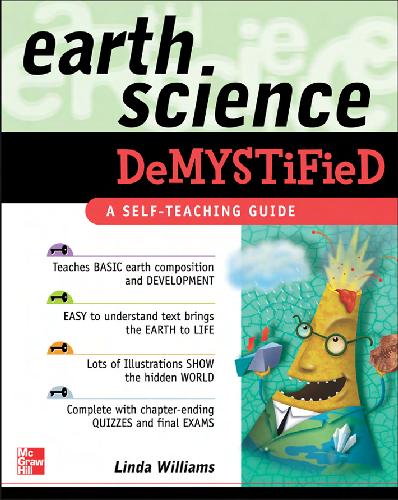 earth
science
DeMYSTiFieD
A SELF-TEACHING GUIDE
Teaches BASIC earth composition
and DEVELOPMENT
EASY to understand text brings
the EARTH to LIFE
Lots of Illustrations SHOW
the hidden WORLD
Complete with chapter-ending
QUIZZES and final EXAMS
Mc
Graw
Hill
Linda Williams